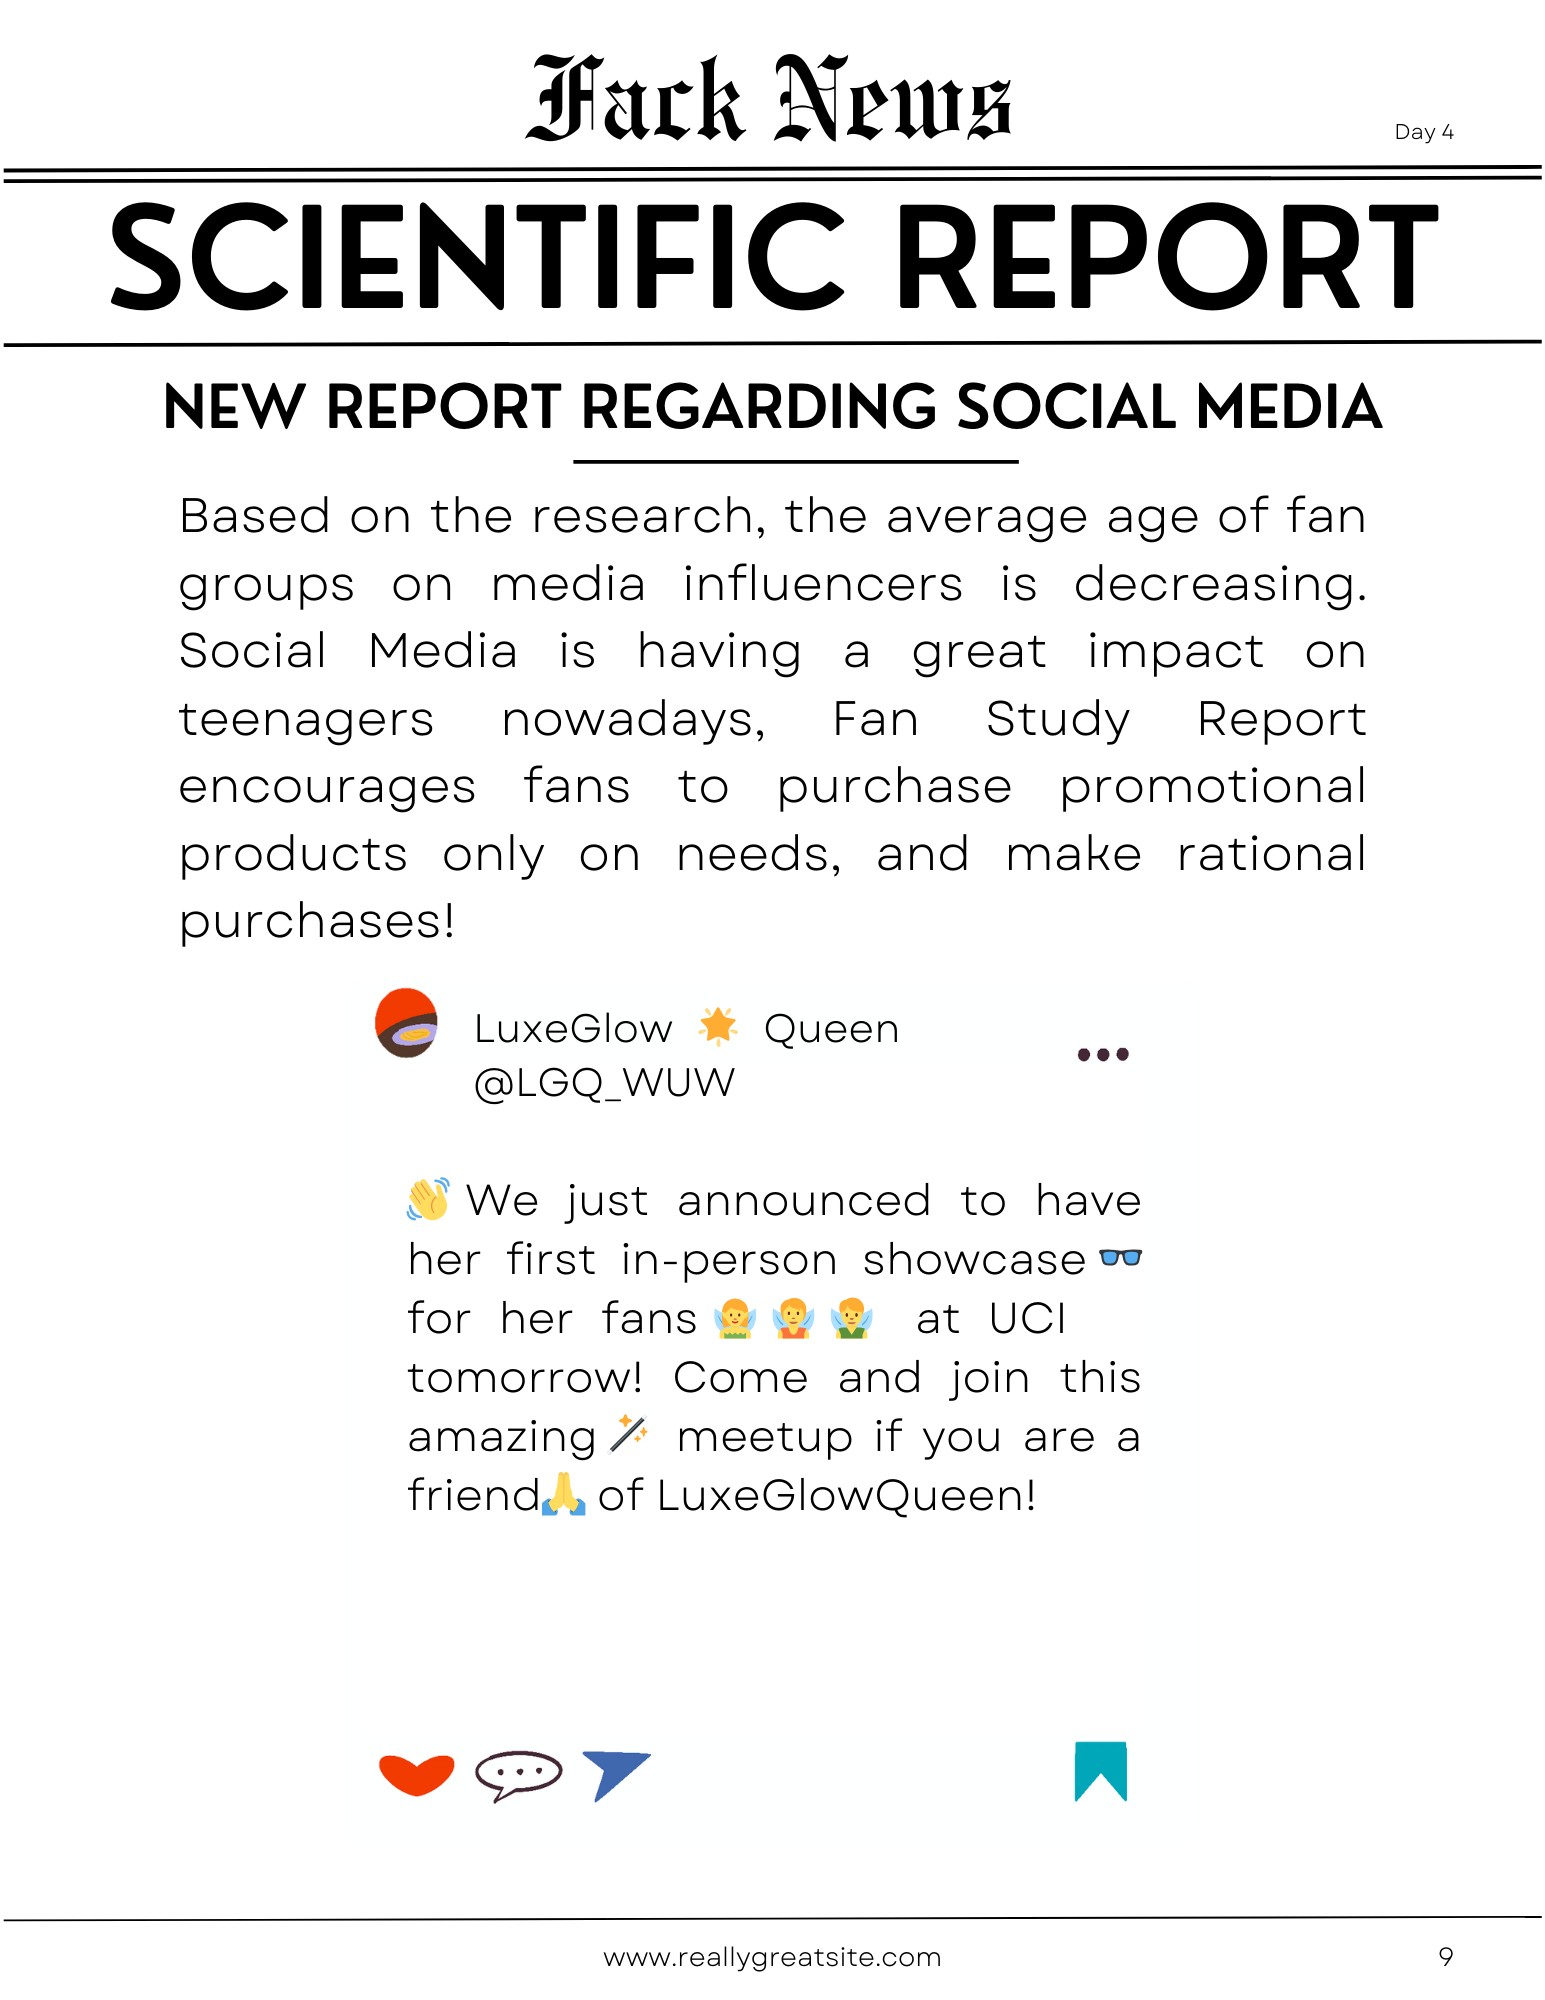 Fack News
Day 4
SCIENTIFIC REPORT
NEW REPORT REGARDING SOCIAL MEDIA
Based on the research, the average age of fan
groups on media influencers is decreasing.
Social Media is having a great impact on
teenagers nowadays, Fan Study Report
encourages fans to purchase promotional
products only on needs, and make rational
purchases!
LuxeGlow 🌟 Queen
@LGQ_WUW
👋 We just announced to have
her first in-person showcase 🕶️
for her fans 🧚‍♀️ 🧚 🧚‍♂️ at UCI
tomorrow! Come and join this
amazing 🪄 meetup if you are a
friend🙏 of LuxeGlowQueen!
www.reallygreatsite.com
9